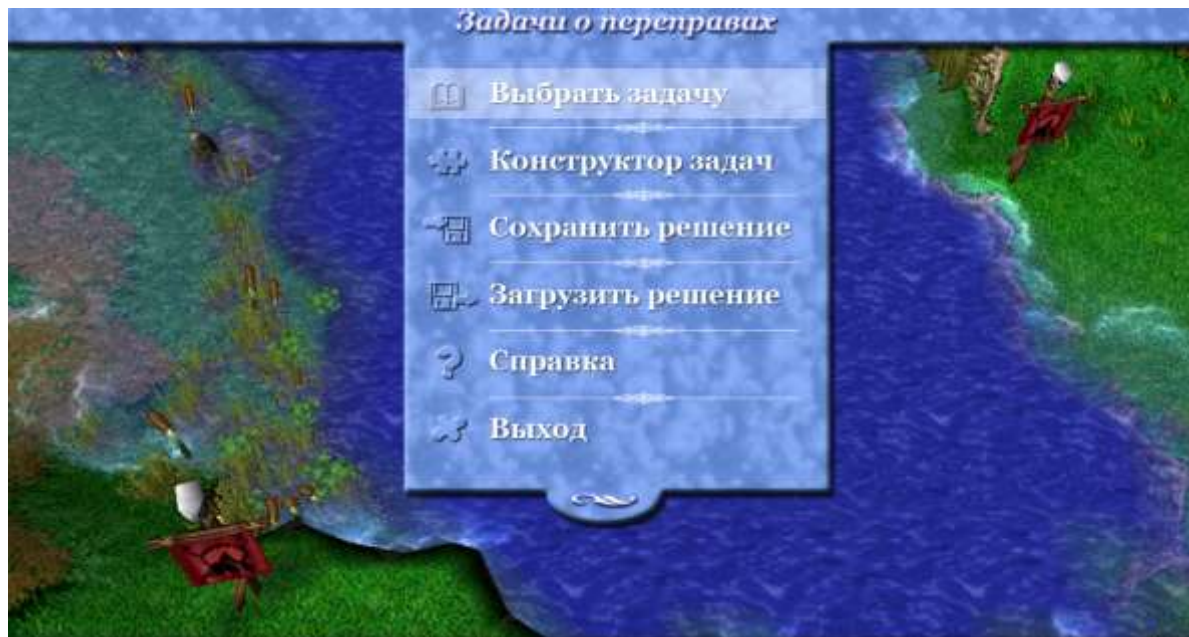 Задачи о переправах
Выбрать задачу
Конструктор задач
Сохранить решение
Загрузить решение
Справка
Выход